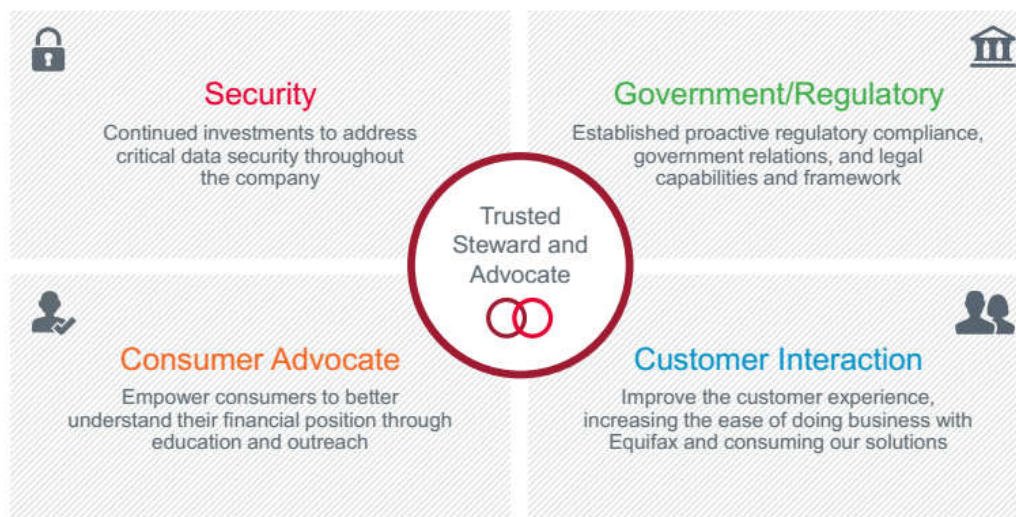 Security
Continued investments to address
critical data security throughout
the company
Government/Regulatory
Established proactive regulatory compliance,
government relations, and legal
capabilities and framework
Trusted
Steward and
Advocate
Consumer Advocate
Empower consumers to better
understand their financial position through
education and outreach
Customer Interaction
Improve the customer experience,
increasing the ease of doing business with
Equifax and consuming our solutions